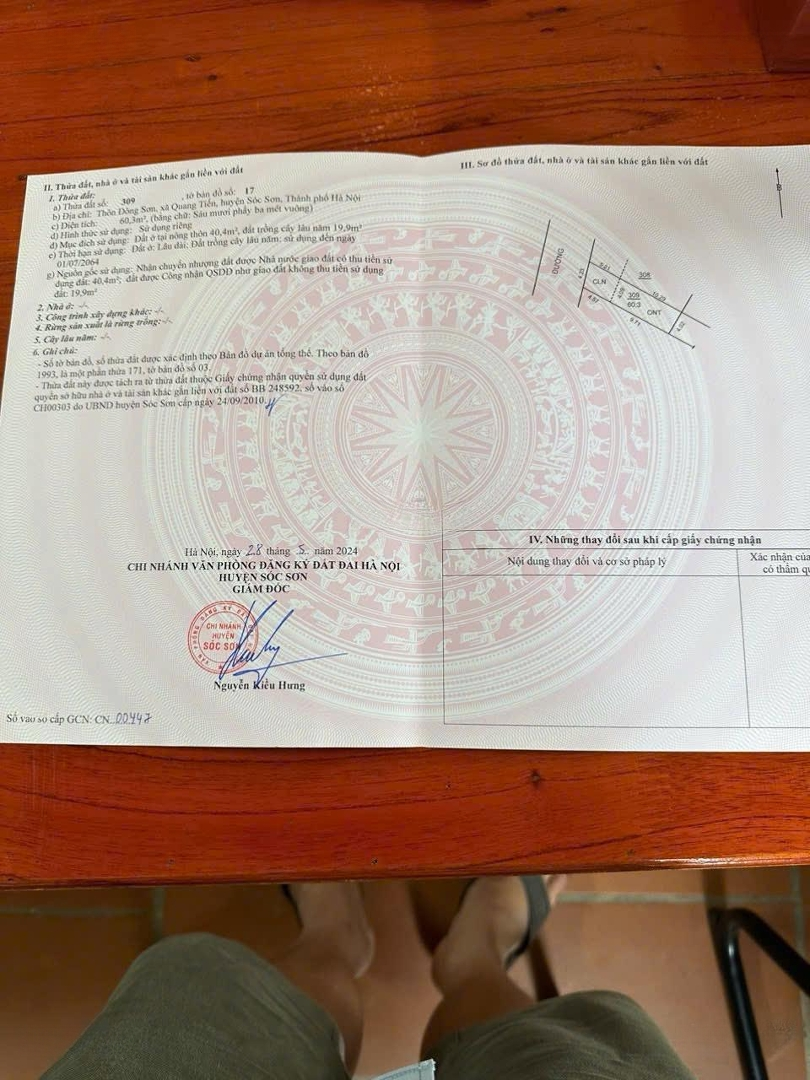 II. Thửa đất, nhà ở và tài sản khác gắn liền với đất
1. Thửa đất:
a) Thửa đất số: 309 , tờ bản đồ số: 17
b) Địa chỉ: Thôn Đông Sơn, xã Quang Tiến, huyện Sóc Sơn, Thành phố Hà Nội
c) Diện tích: 60,3m², (bằng chữ: Sáu mươi phẩy ba mét vuông)
d) Hình thức sử dụng: Sử dụng riêng
đ) Mục đích sử dụng: Đất ở tại nông thôn 40,4m², đất trồng cây lâu năm 19,9m²
e) Thời hạn sử dụng: Đất ở: Lâu dài; Đất trồng cây lâu năm: sử dụng đến ngày
01/07/2064
g) Nguồn gốc sử dụng: Nhận chuyển nhượng đất được Nhà nước giao đất có thu tiền sử
dụng đất: 40,4m²; đất được Công nhận QSDĐ như giao đất không thu tiền sử dụng
đất: 19,9m²
2. Nhà ở: -/-
3. Công trình xây dựng khác: -/-
4. Rừng sản xuất là rừng trồng: -/-
5. Cây lâu năm: -/-
6. Ghi chú:
- Số tờ bản đồ, số thửa đất được xác định theo Bản đồ dự án tổng thể. Theo bản đồ
1993, là một phần thửa 171, tờ bản đồ số 03.
- Thửa đất này được tách ra từ thửa đất thuộc Giấy chứng nhận quyền sử dụng đất
quyền sở hữu nhà ở và tài sản khác gắn liền với đất số BB 248592, số vào sổ
CH00303 do UBND huyện Sóc Sơn cấp ngày 24/09/2010.
Hà Nội, ngày 28 tháng 5 năm 2024
CHI NHÁNH VĂN PHÒNG ĐĂNG KÝ ĐẤT ĐAI HÀ NỘI
HUYỆN SÓC SƠN
GIÁM ĐỐC
CHI NHÁNH
HUYỆN
SÓC SƠN
Nguyễn Kiều Hưng
Số vào sổ cấp GCN: CN 00447
III. Sơ đồ thửa đất, nhà ở và tài sản khác gắn liền với đất
B
ĐƯỜNG
CLN
308
309
60,3
ONT
10.29
4.87
9.71
4.02
IV. Những thay đổi sau khi cấp giấy chứng nhận
Nội dung thay đổi và cơ sở pháp lý
Xác nhận của
có thẩm qu